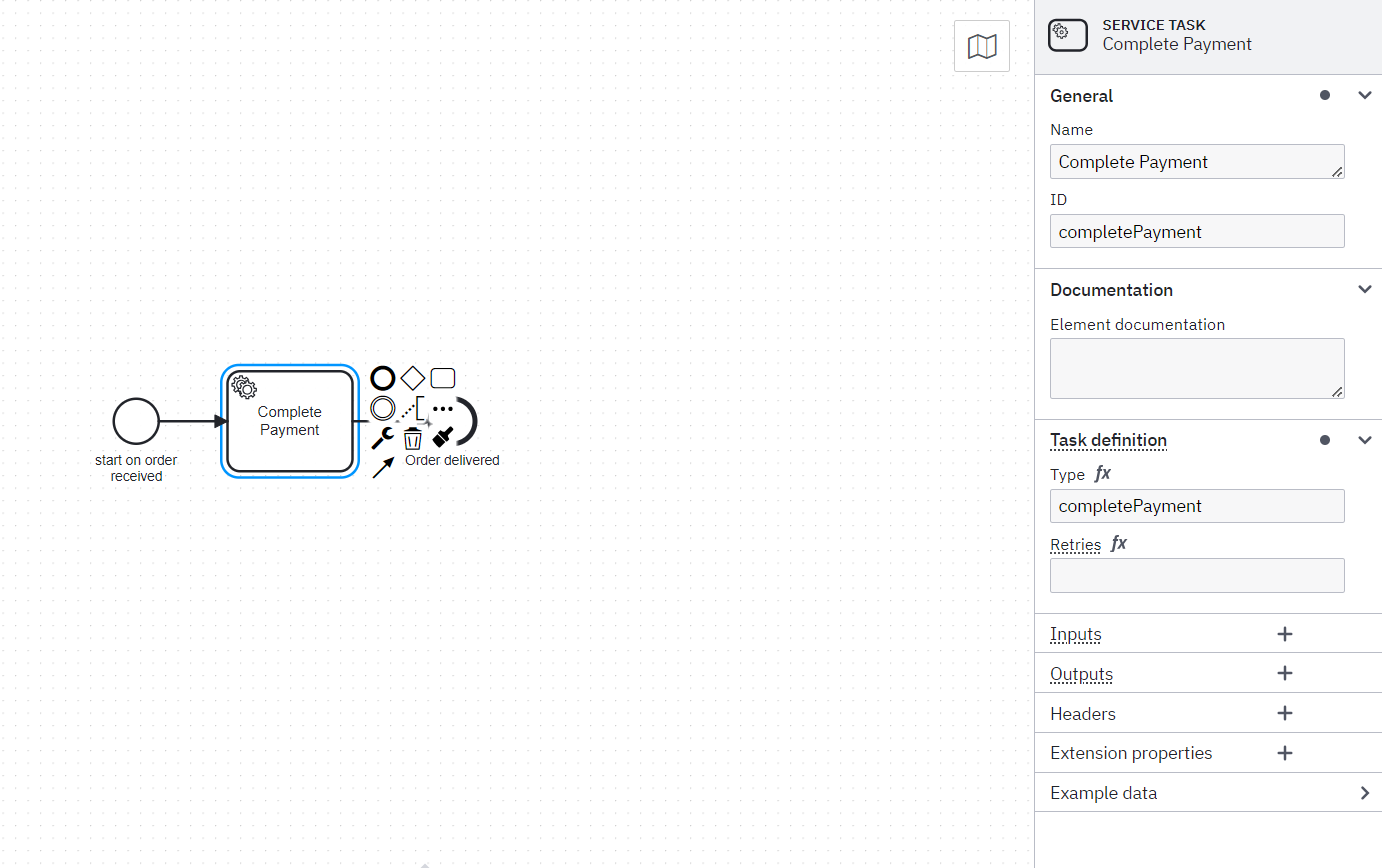 SERVICE TASK
Complete Payment
General
Name
Complete Payment
ID
completePayment
Documentation
Element documentation
Task definition
Type fx
completePayment
Retries fx
Inputs
Outputs
Headers
Extension properties
Example data
Complete
Payment
start on order
received
Order delivered